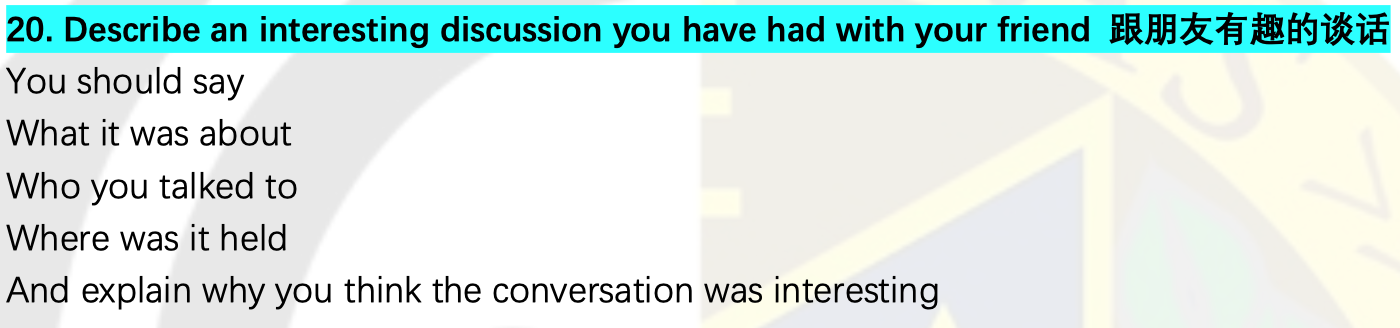 20. Describe an interesting discussion you have had with your friend 跟朋友有趣的谈话
You should say
What it was about
Who you talked to
Where was it held
And explain why you think the conversation was interesting